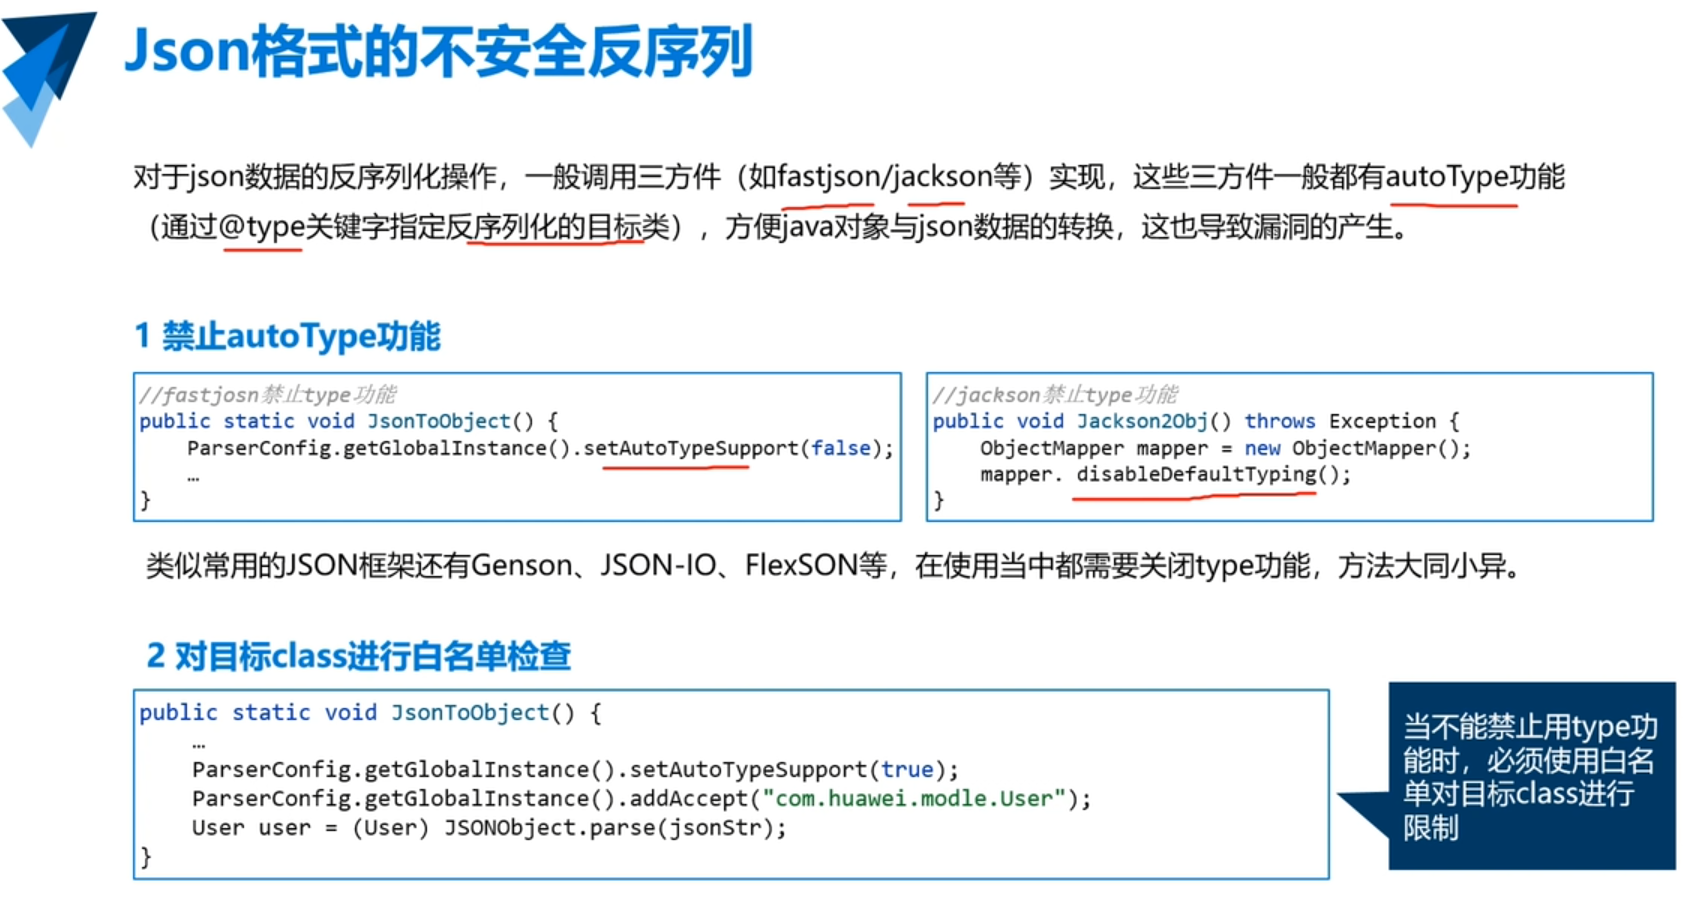 Json格式的不安全反序列
对于json数据的反序列化操作，一般调用三方件（如fastjson/jackson等）实现，这些三方件一般都有autoType功能
（通过@type关键字指定反序列化的目标类），方便java对象与json数据的转换，这也导致漏洞的产生。
1 禁止autoType功能
//fastjosn禁止type功能
public static void JsonToObject() {
ParserConfig.getGlobalInstance().setAutoTypeSupport(false);
…
}
//jackson禁止type功能
public void Jackson2Obj() throws Exception {
ObjectMapper mapper = new ObjectMapper();
mapper. disableDefaultTyping();
}
类似常用的JSON框架还有Genson、JSON-IO、FlexSON等，在使用当中都需要关闭type功能，方法大同小异。
2 对目标class进行白名单检查
public static void JsonToObject() {
…
ParserConfig.getGlobalInstance().setAutoTypeSupport(true);
ParserConfig.getGlobalInstance().addAccept("com.huawei.modle.User");
User user = (User) JSONObject.parse(jsonStr);
}
当不能禁止用type功
能时，必须使用白名
单对目标class进行
限制